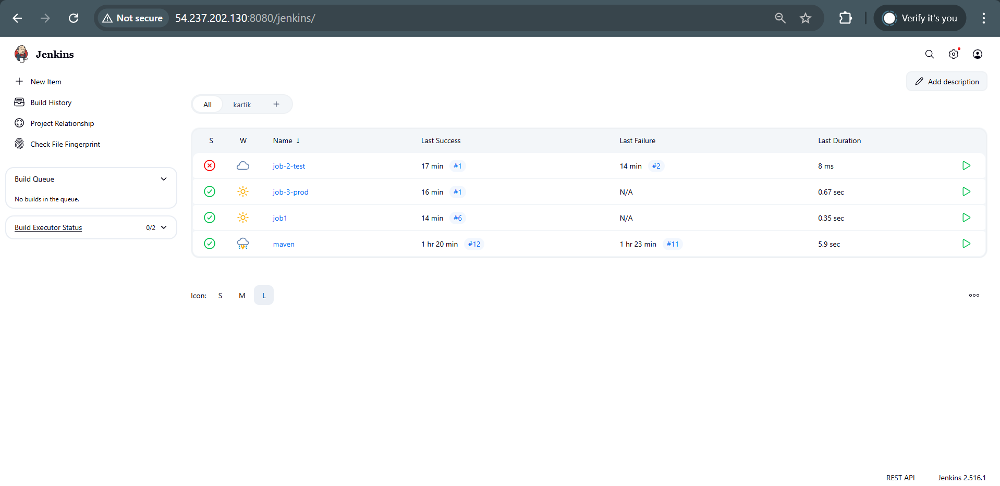 Not secure 54.237.202.130:8080/jenkins/ Verify it's you
Jenkins
New Item
Add description
Build History
All kartik +
Project Relationship
Check File Fingerprint
S W Name ↓ Last Success Last Failure Last Duration
job-2-test 17 min #1 14 min #2 8 ms
job-3-prod 16 min #1 N/A 0.67 sec
job1 14 min #6 N/A 0.35 sec
maven 1 hr 20 min #12 1 hr 23 min #11 5.9 sec
Build Queue
No builds in the queue.
Build Executor Status 0/2
Icon: S M L
REST API Jenkins 2.516.1